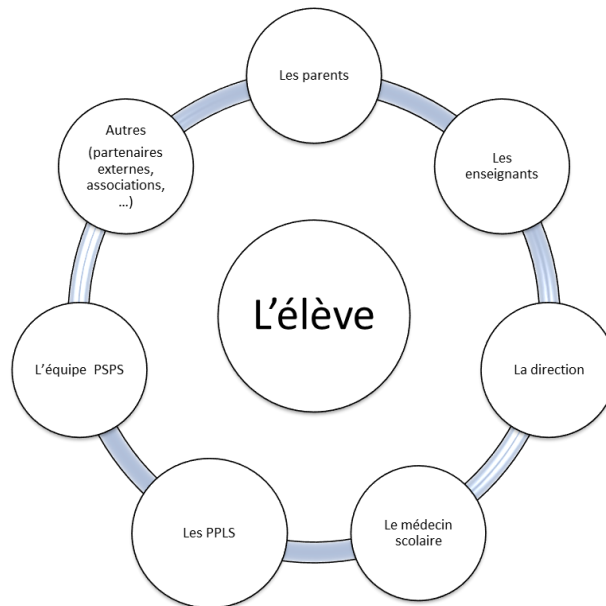 Les parents
Les
enseignants
La direction
Le médecin
scolaire
Les PPLS
L'équipe PSPS
Autres
(partenaires
externes,
associations,
...)
L'élève